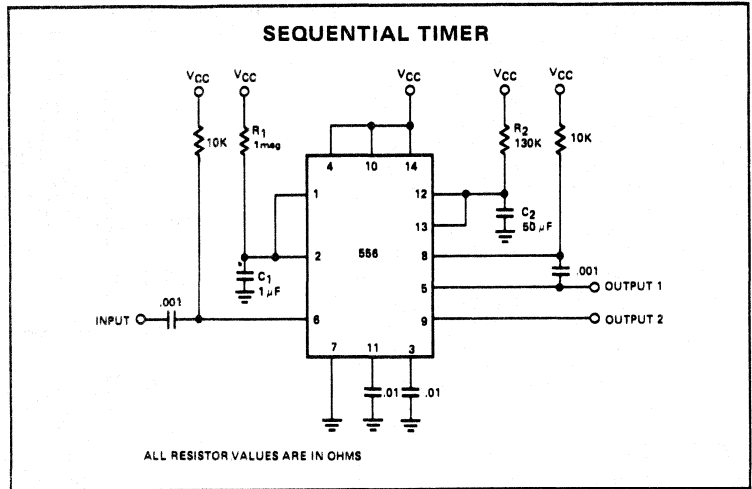 SEQUENTIAL TIMER
VCC
VCC
VCC
VCC
VCC
10K
R1
1meg
R2
130K
10K
4
10
14
1
12
13
C2
50 µF
2
556
8
C1
1 µF
.001
5
OUTPUT 1
.001
INPUT
6
9
OUTPUT 2
7
11
3
.01
.01
ALL RESISTOR VALUES ARE IN OHMS